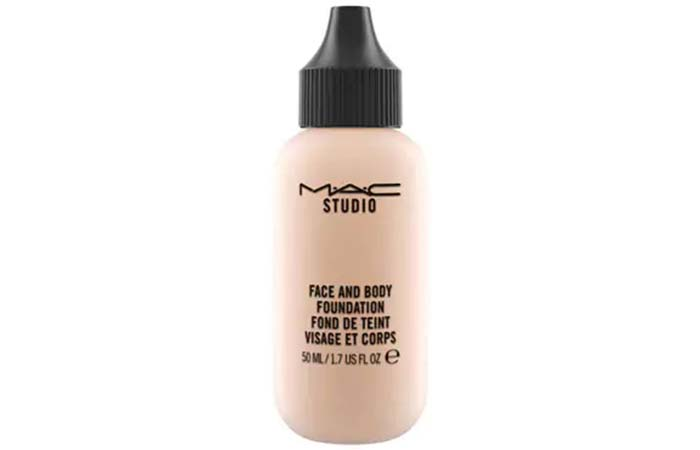 M·A·C
STUDIO
FACE AND BODY
FOUNDATION
FOND DE TEINT
VISAGE ET CORPS
50 ML / 1.7 US FL OZ ℮